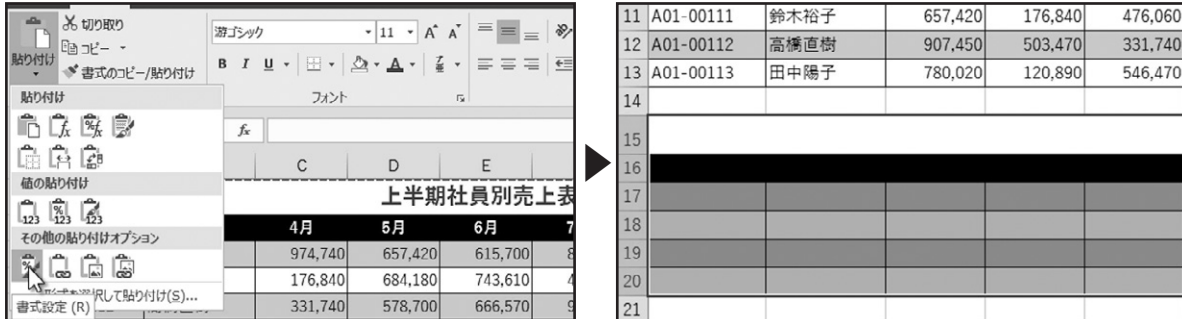 切り取り
コピー
貼り付け
書式のコピー/貼り付け
游ゴシック 11 A A
B I U A
フォント
貼り付け
値の貼り付け
123 123 123
その他の貼り付けオプション
形式を選択して貼り付け(S)...
書式設定 (R)
fx
C D E
上半期社員別売上表
4月 5月 6月 7
974,740 657,420 615,700 8
176,840 684,180 743,610 4
331,740 578,700 666,570 9
11 A01-00111 鈴木裕子 657,420 176,840 476,060
12 A01-00112 高橋直樹 907,450 503,470 331,740
13 A01-00113 田中陽子 780,020 120,890 546,470
14
15
16
17
18
19
20
21